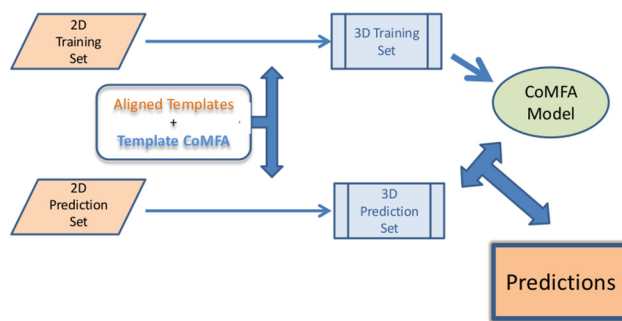 2D
Training
Set
3D Training
Set
CoMFA
Model
Aligned Templates
+
Template CoMFA
2D
Prediction
Set
3D
Prediction
Set
Predictions